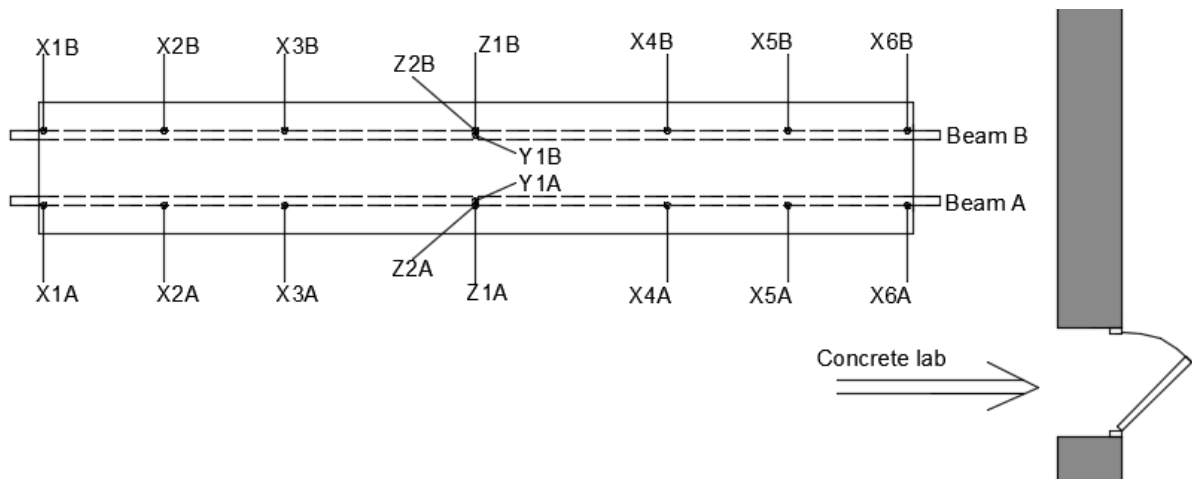 X1B X2B X3B Z1B X4B X5B X6B
Z2B
Beam B
Y1B
Y1A
Beam A
Z2A
X1A X2A X3A Z1A X4A X5A X6A
Concrete lab